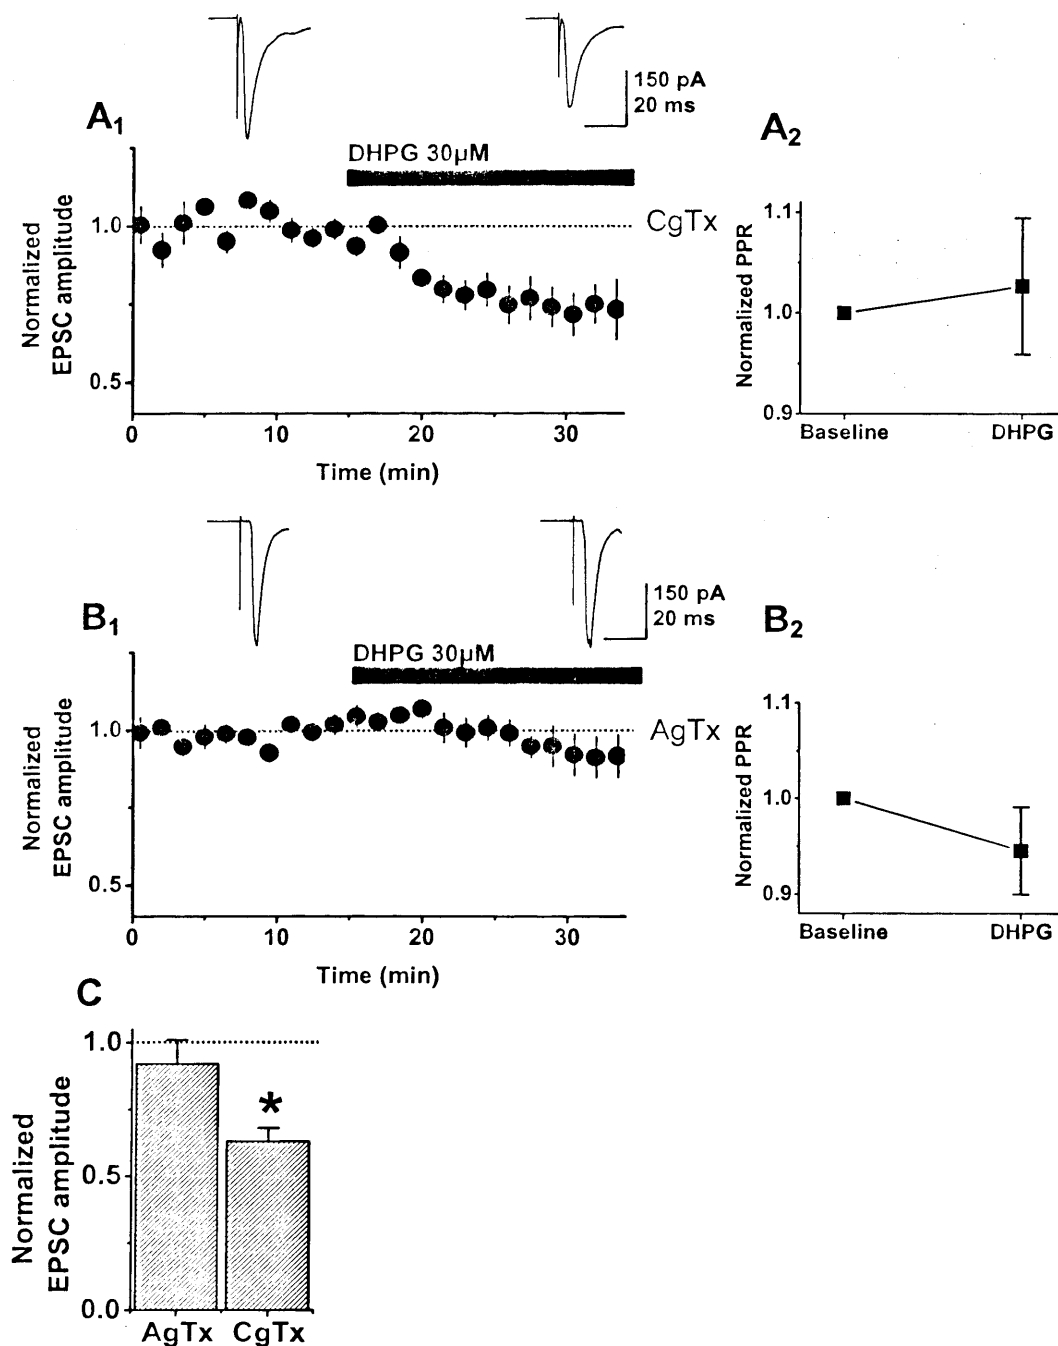 150 pA
20 ms
A1
A2
DHPG 30µM
Normalized
EPSC amplitude
1.0
0.5
CgTx
0
10
20
30
Time (min)
Normalized PPR
1.1
1.0
0.9
Baseline
DHPG
150 pA
20 ms
B1
B2
DHPG 30µM
Normalized
EPSC amplitude
1.0
0.5
AgTx
0
10
20
30
Time (min)
Normalized PPR
1.1
1.0
0.9
Baseline
DHPG
C
Normalized
EPSC amplitude
1.0
0.5
0.0
*
AgTx
CgTx